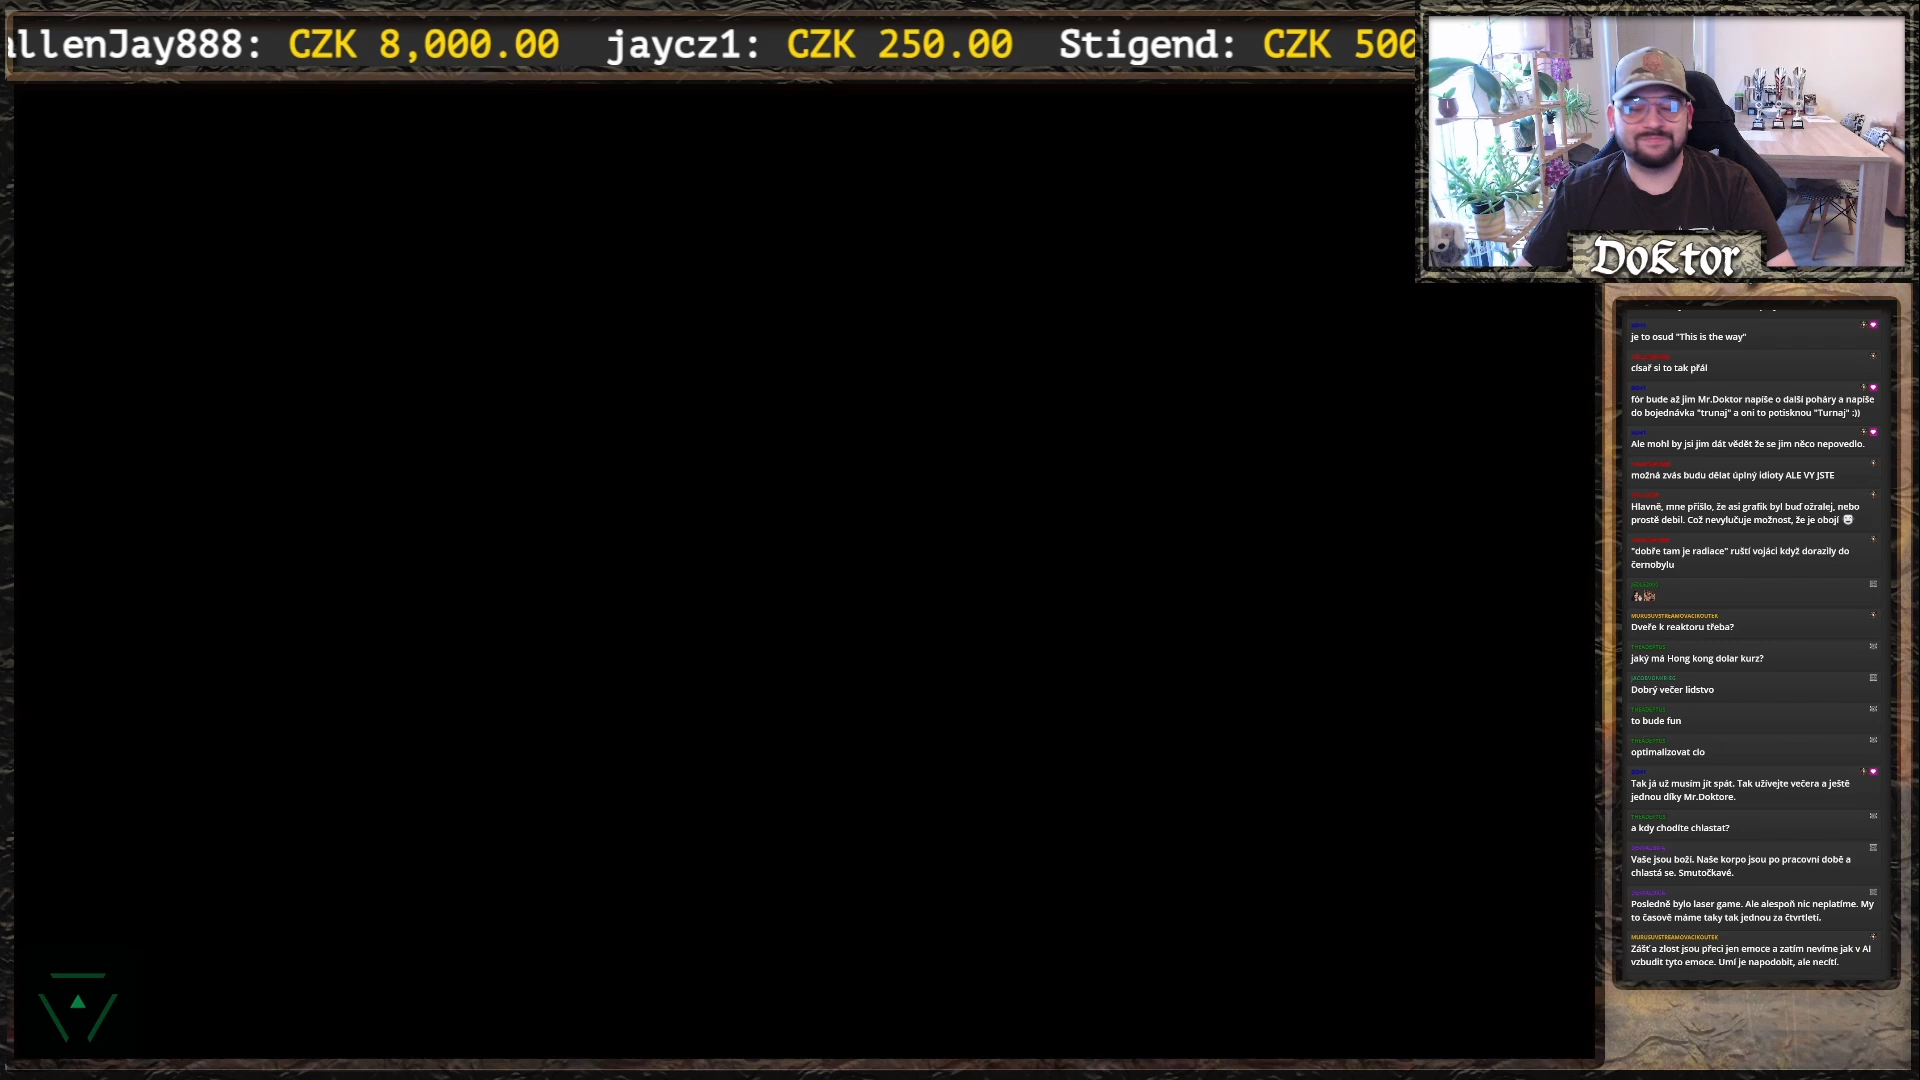 allenJay888: CZK 8,000.00 jaycz1: CZK 250.00 Stigend: CZK 500
Doktor
je to osud "This is the way"
císař si to tak přál
fór bude až jim Mr.Doktor napíše o další poháry a napíše
do bojednávka "trunaj" a oni to potisknou "Turnaj" :))
Ale mohl by jsi jim dát vědět že se jim něco nepovedlo.
možná zvás budu dělat úplný idioty ALE VY JSTE
Hlavně, mne přišlo, že asi grafik byl buď ožralej, nebo
prostě debil. Což nevylučuje možnost, že je obojí
"dobře tam je radiace" ruští vojáci když dorazily do
černobylu
MURUSUVSTREAMOVACIKOUTEK
Dveře k reaktoru třeba?
THEADEPTUS
jaký má Hong kong dolar kurz?
JACOBVONKRIEG
Dobrý večer lidstvo
THEADEPTUS
to bude fun
THEADEPTUS
optimalizovat clo
Tak já už musím jít spát. Tak užívejte večera a ještě
jednou díky Mr.Doktore.
THEADEPTUS
a kdy chodíte chlastat?
Vaše jsou boží. Naše korpo jsou po pracovní době a
chlastá se. Smutočkavé.
Posledně bylo laser game. Ale alespoň nic neplatíme. My
to časově máme taky tak jednou za čtvrtletí.
MURUSUVSTREAMOVACIKOUTEK
Zášť a zlost jsou přeci jen emoce a zatím nevíme jak v AI
vzbudit tyto emoce. Umí je napodobit, ale necítí.